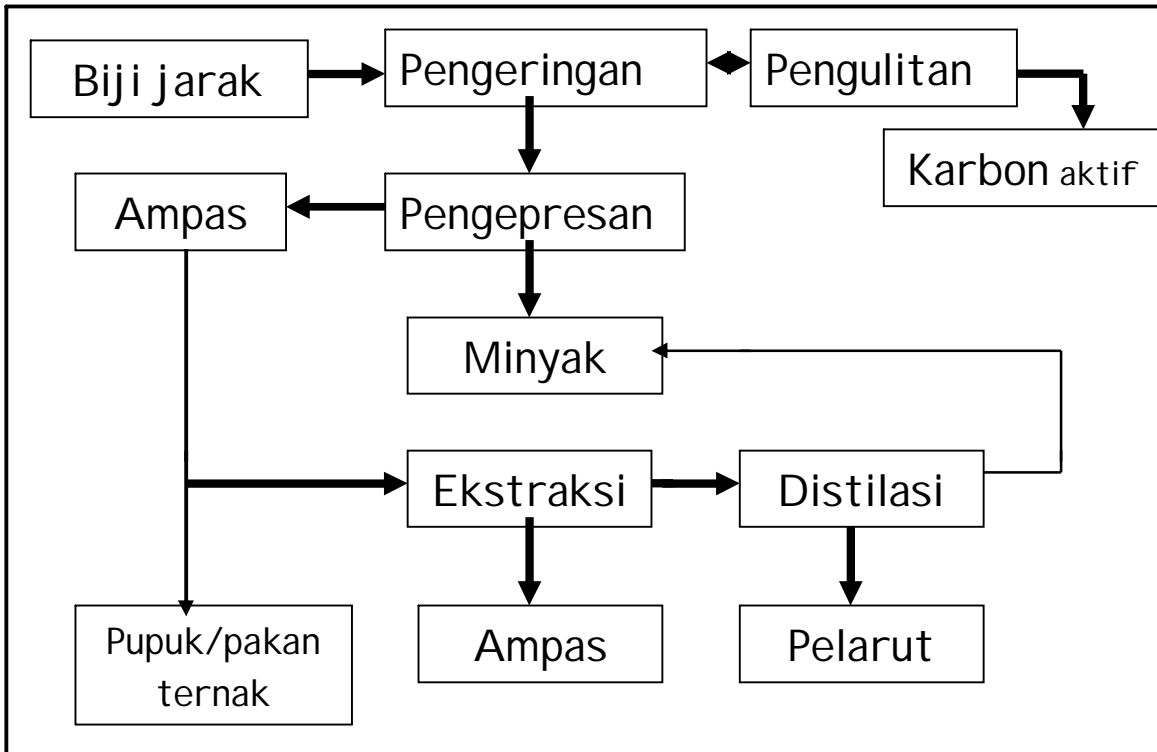 Biji jarak
Pengeringan
Pengulitan
Karbon aktif
Ampas
Pengepresan
Minyak
Ekstraksi
Distilasi
Pupuk/pakan
ternak
Ampas
Pelarut